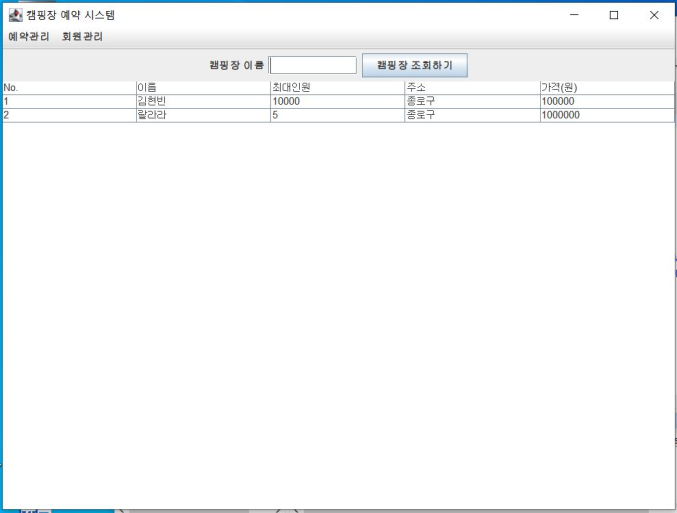 캠핑장 예약 시스템
예약관리 회원관리
캠핑장 이름 캠핑장 조회하기
No. 이름 최대인원 주소 가격(원)
1 김현빈 10000 종로구 100000
2 랄라라 5 종로구 1000000